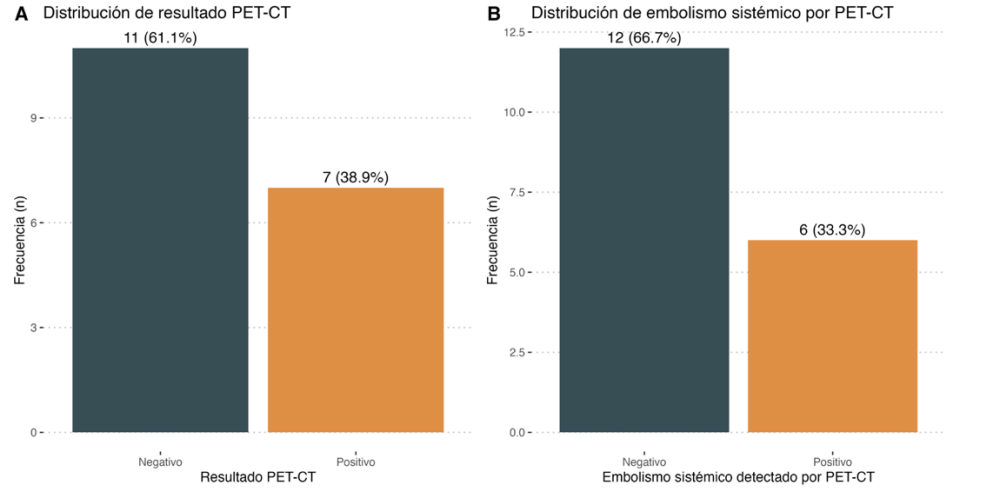 A Distribución de resultado PET-CT
11 (61.1%)
7 (38.9%)
9
6
3
0
Frecuencia (n)
Negativo
Positivo
Resultado PET-CT
B Distribución de embolismo sistémico por PET-CT
12 (66.7%)
6 (33.3%)
12.5
10.0
7.5
5.0
2.5
0.0
Frecuencia (n)
Negativo
Positivo
Embolismo sistémico detectado por PET-CT